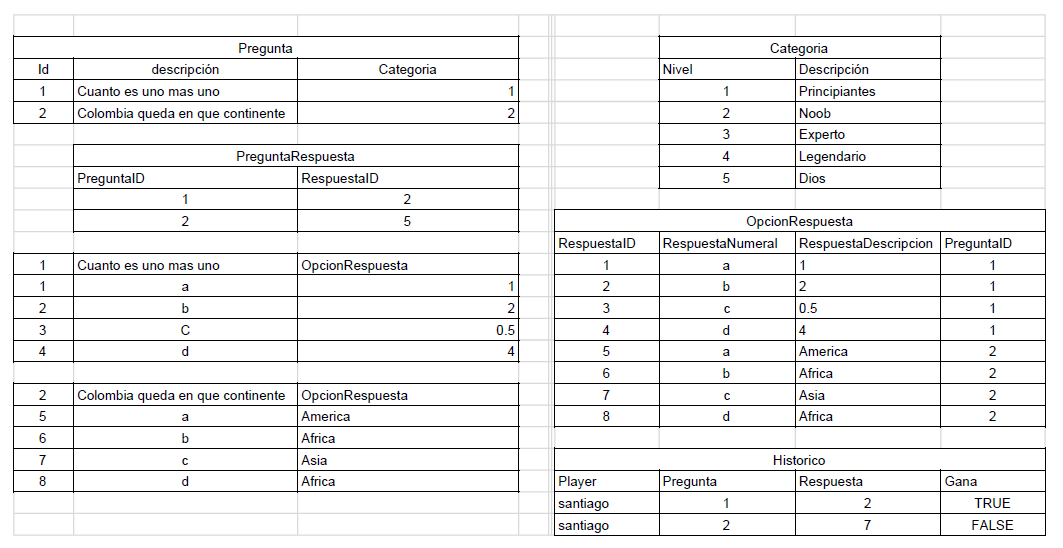 Pregunta
Id descripción Categoria
1 Cuanto es uno mas uno 1
2 Colombia queda en que continente 2
PreguntaRespuesta
PreguntaID RespuestaID
1 2
2 5
1 Cuanto es uno mas uno OpcionRespuesta
1 a 1
2 b 2
3 C 0.5
4 d 4
2 Colombia queda en que continente OpcionRespuesta
5 a America
6 b Africa
7 c Asia
8 d Africa
Categoria
Nivel Descripción
1 Principiantes
2 Noob
3 Experto
4 Legendario
5 Dios
OpcionRespuesta
RespuestaID RespuestaNumeral RespuestaDescripcion PreguntaID
1 a 1 1
2 b 2 1
3 c 0.5 1
4 d 4 1
5 a America 2
6 b Africa 2
7 c Asia 2
8 d Africa 2
Historico
Player Pregunta Respuesta Gana
santiago 1 2 TRUE
santiago 2 7 FALSE